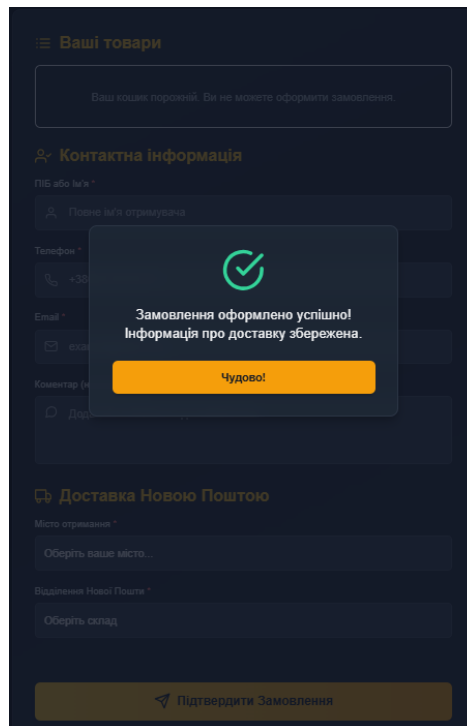 Ваші товари
Ваш кошик порожній. Ви не можете оформити замовлення.
Контактна інформація
ПІБ або Ім'я *
Повне ім'я отримувача
Телефон *
+38
Замовлення оформлено успішно!
Інформація про доставку збережена.
Email *
Чудово!
Коментар
Доставка Новою Поштою
Місто отримання *
Оберіть ваше місто...
Відділення Нової Пошти *
Оберіть склад
Підтвердити Замовлення